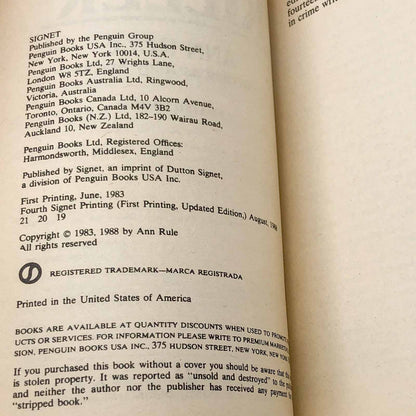 SIGNET
Published by the Penguin Group
Penguin Books USA Inc., 375 Hudson Street,
New York, New York 10014, U.S.A.
Penguin Books Ltd, 27 Wrights Lane,
London W8 5TZ, England
Penguin Books Australia Ltd, Ringwood,
Victoria, Australia
Penguin Books Canada Ltd, 10 Alcorn Avenue,
Toronto, Ontario, Canada M4V 3B2
Penguin Books (N.Z.) Ltd, 182–190 Wairau Road,
Auckland 10, New Zealand
Penguin Books Ltd, Registered Offices:
Harmondsworth, Middlesex, England
Published by Signet, an imprint of Dutton Signet,
a division of Penguin Books USA Inc.
First Printing, June, 1983
Fourth Signet Printing (First Printing, Updated Edition,) August, 1988
21 20 19
Copyright © 1983, 1988 by Ann Rule
All rights reserved
REGISTERED TRADEMARK—MARCA REGISTRADA
Printed in the United States of America
BOOKS ARE AVAILABLE AT QUANTITY DISCOUNTS WHEN USED TO PROMOTE
UCTS OR SERVICES. FOR INFORMATION PLEASE WRITE TO PREMIUM MARKET
SION, PENGUIN BOOKS USA INC., 375 HUDSON STREET, NEW YORK, NEW YORK
If you purchased this book without a cover you should be aware that this
is stolen property. It was reported as "unsold and destroyed" to the
and neither the author nor the publisher has received any payment
"stripped book."
fourteen
in crime wri